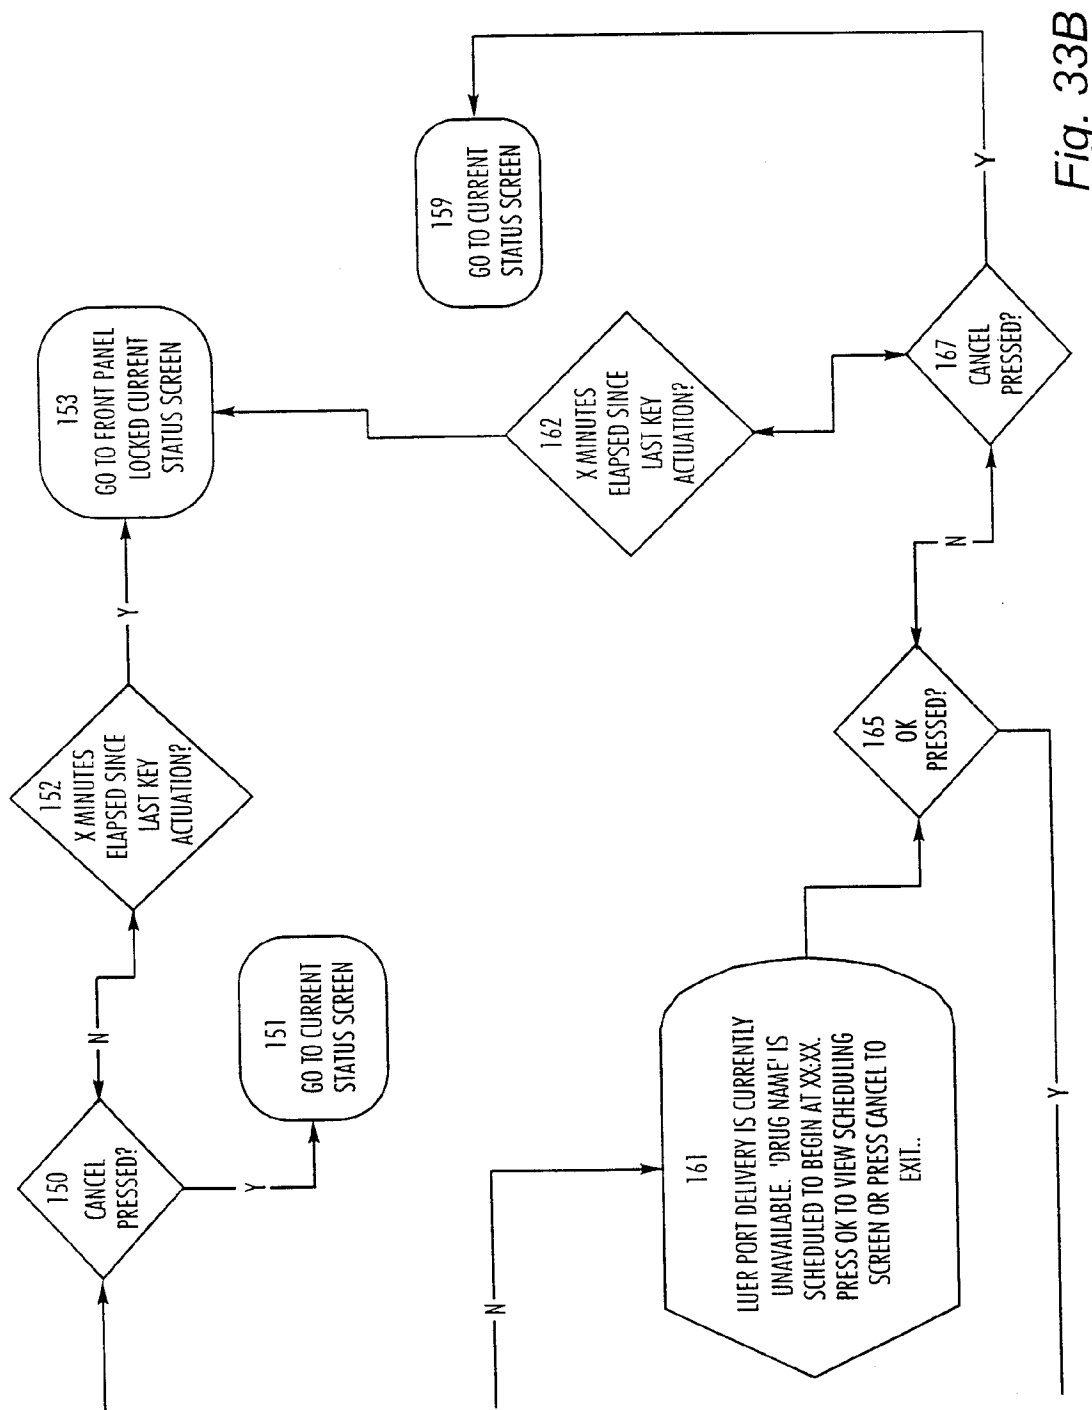 150
CANCEL
PRESSED?
N
152
X MINUTES
ELAPSED SINCE
LAST KEY
ACTUATION?
Y
153
GO TO FRONT PANEL
LOCKED CURRENT
STATUS SCREEN
Y
151
GO TO CURRENT
STATUS SCREEN
159
GO TO CURRENT
STATUS SCREEN
162
X MINUTES
ELAPSED SINCE
LAST KEY
ACTUATION?
N
161
LUER PORT DELIVERY IS CURRENTLY
UNAVAILABLE. 'DRUG NAME' IS
SCHEDULED TO BEGIN AT XX:XX.
PRESS OK TO VIEW SCHEDULING
SCREEN OR PRESS CANCEL TO
EXIT..
165
OK
PRESSED?
N
167
CANCEL
PRESSED?
Y
Y
Fig. 33B